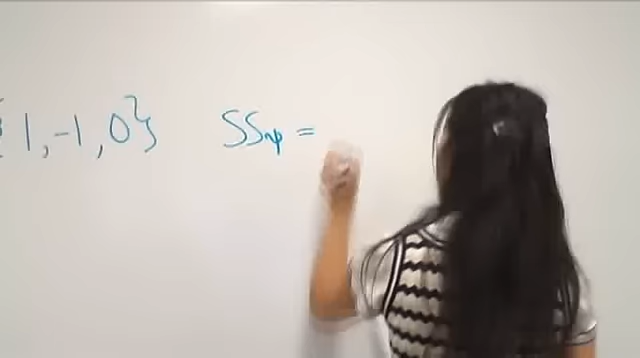 {1,-1,0} SSψ =